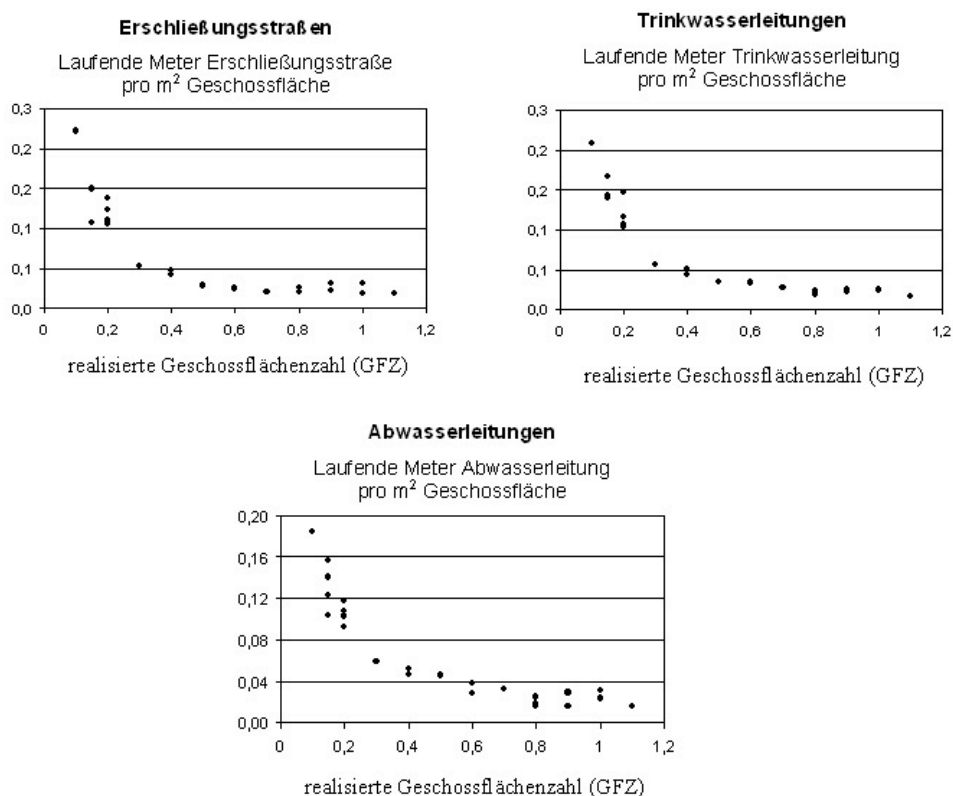 Erschließungsstraßen
Laufende Meter Erschließungsstraße
pro m² Geschossfläche
0,3
0,2
0,2
0,1
0,1
0,0
0 0,2 0,4 0,6 0,8 1 1,2
realisierte Geschossflächenzahl (GFZ)
Trinkwasserleitungen
Laufende Meter Trinkwasserleitung
pro m² Geschossfläche
0,3
0,2
0,2
0,1
0,1
0,0
0 0,2 0,4 0,6 0,8 1 1,2
realisierte Geschossflächenzahl (GFZ)
Abwasserleitungen
Laufende Meter Abwasserleitung
pro m² Geschossfläche
0,20
0,16
0,12
0,08
0,04
0,00
0 0,2 0,4 0,6 0,8 1 1,2
realisierte Geschossflächenzahl (GFZ)